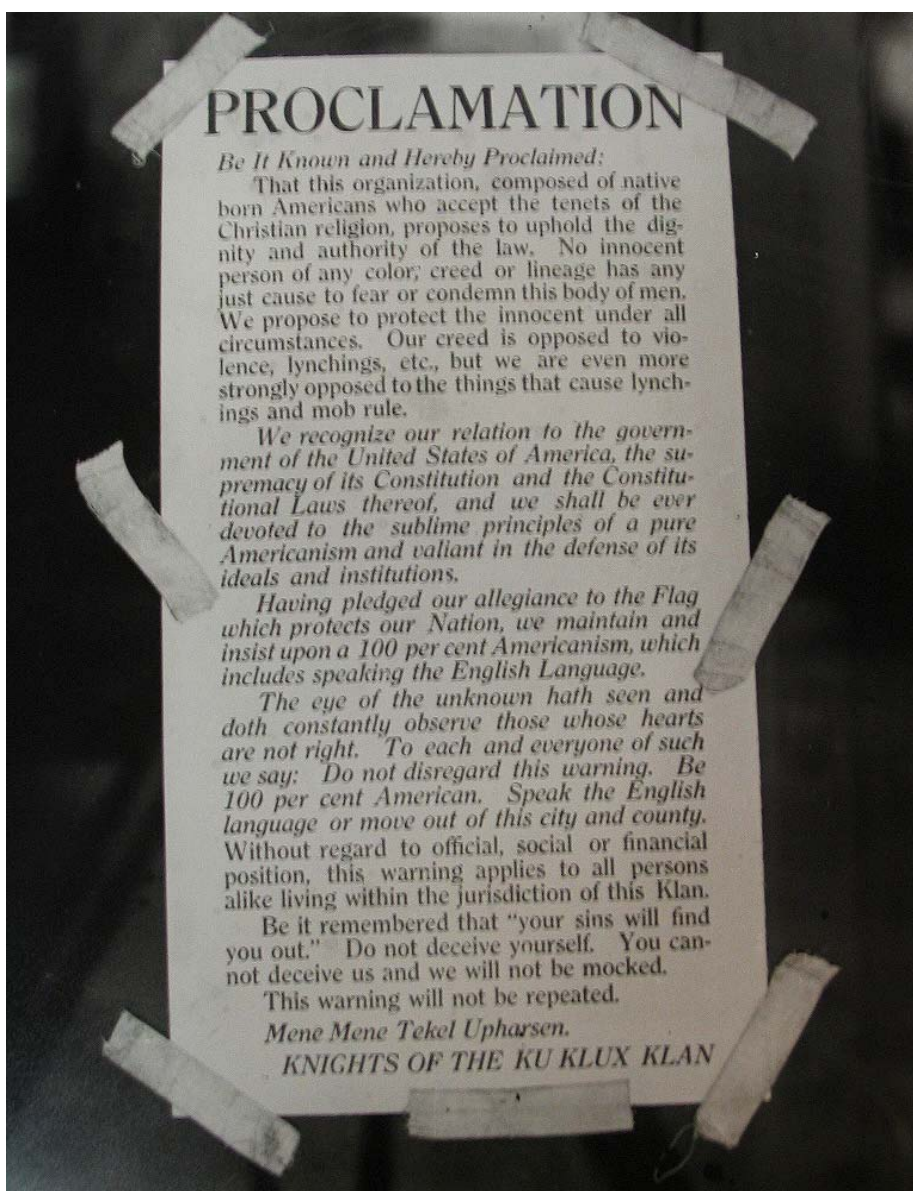 PROCLAMATION
Be It Known and Hereby Proclaimed:
That this organization, composed of native
born Americans who accept the tenets of the
Christian religion, proposes to uphold the dig-
nity and authority of the law. No innocent
person of any color, creed or lineage has any
just cause to fear or condemn this body of men.
We propose to protect the innocent under all
circumstances. Our creed is opposed to vio-
lence, lynchings, etc., but we are even more
strongly opposed to the things that cause lynch-
ings and mob rule.
We recognize our relation to the govern-
ment of the United States of America, the su-
premacy of its Constitution and the Constitu-
tional Laws thereof, and we shall be ever
devoted to the sublime principles of a pure
Americanism and valiant in the defense of its
ideals and institutions.
Having pledged our allegiance to the Flag
which protects our Nation, we maintain and
insist upon a 100 per cent Americanism, which
includes speaking the English Language.
The eye of the unknown hath seen and
doth constantly observe those whose hearts
are not right. To each and everyone of such
we say: Do not disregard this warning. Be
100 per cent American. Speak the English
language or move out of this city and county.
Without regard to official, social or financial
position, this warning applies to all persons
alike living within the jurisdiction of this Klan.
Be it remembered that "your sins will find
you out." Do not deceive yourself. You can-
not deceive us and we will not be mocked.
This warning will not be repeated.
Mene Mene Tekel Upharsen.
KNIGHTS OF THE KU KLUX KLAN